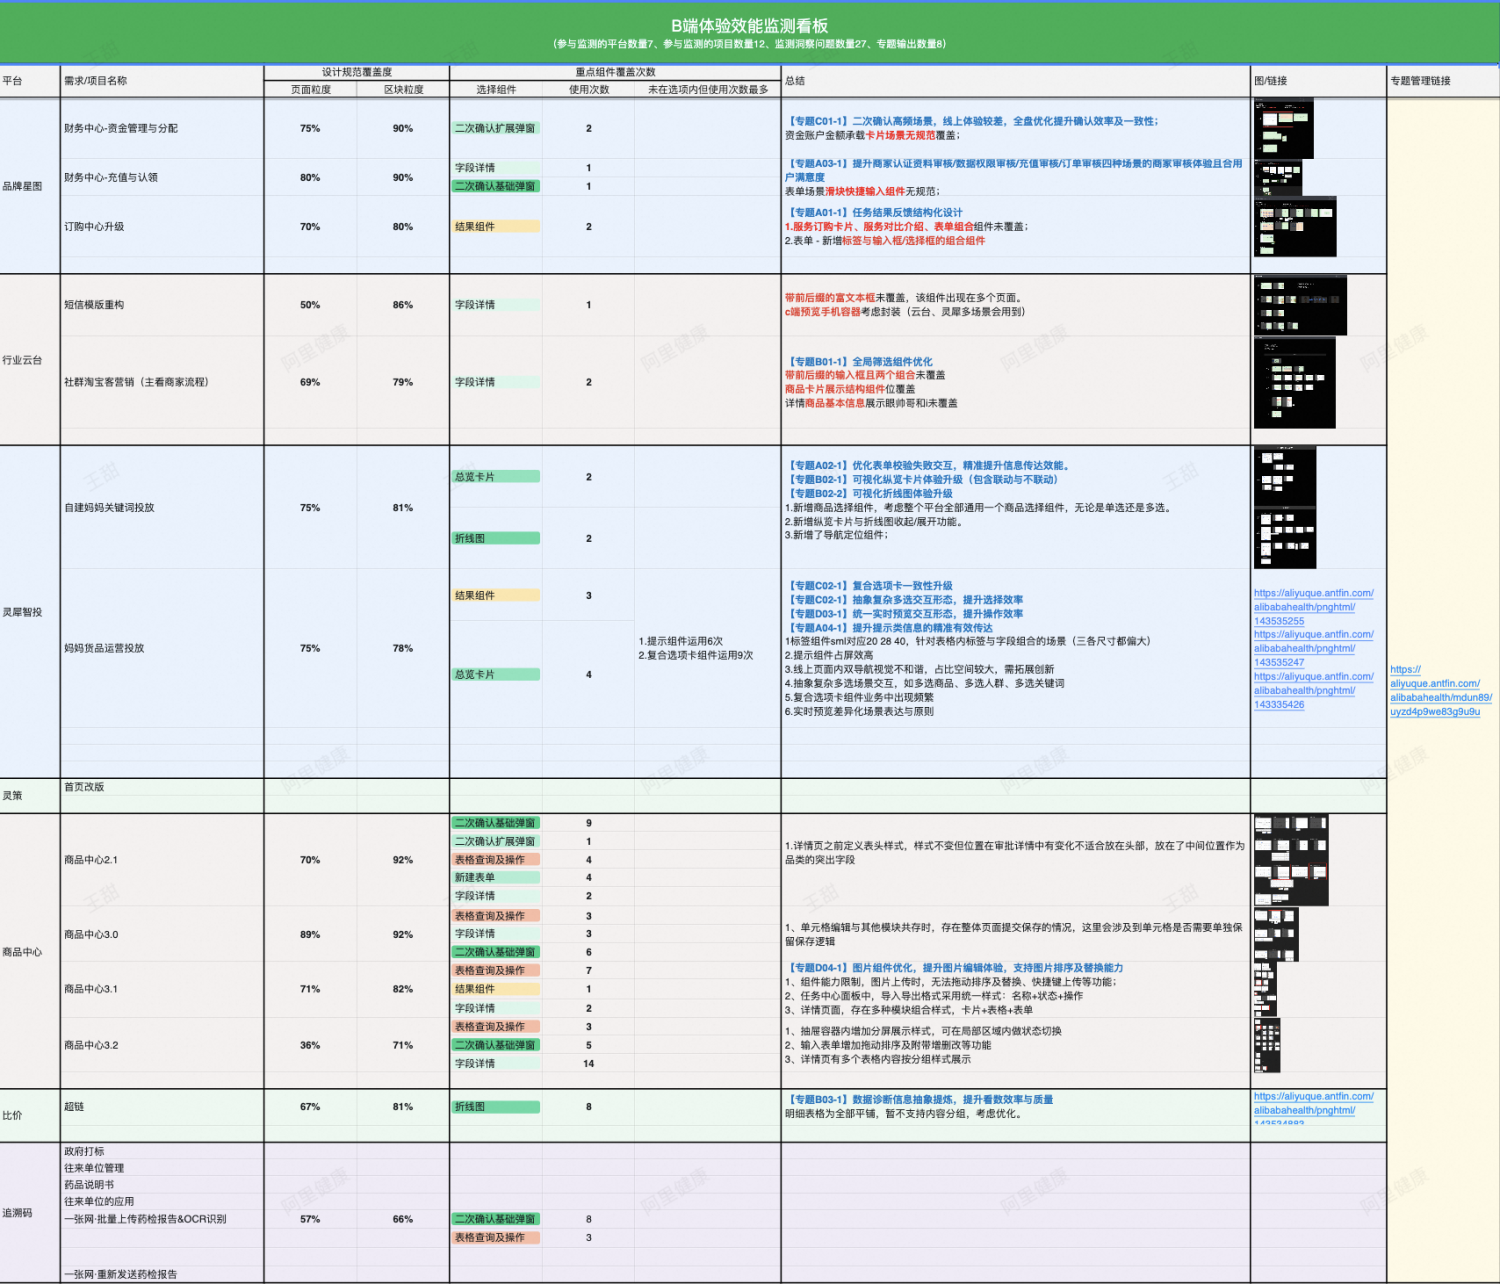 B端体验效能监测看板
（参与监测的平台数量7、参与监测的项目数量12、监测洞察问题数量27、专题输出数量8）
平台
需求/项目名称
设计规范覆盖度
重点组件覆盖次数
总结
图/链接
专题管理链接
页面粒度
区块粒度
选择组件
使用次数
未在选项内但使用次数最多
品牌星图
财务中心-资金管理与分配
75%
90%
二次确认扩展弹窗
2
【专题C01-1】二次确认高频场景，线上体验较差，全盘优化提升确认效率及一致性；
资金账户金额承载卡片场景无规范覆盖；
财务中心-充值与认领
80%
90%
字段详情
1
二次确认基础弹窗
1
【专题A03-1】提升商家认证资料审核/数据权限审核/充值审核/订单审核四种场景的商家审核体验且台用
户满意度
表单场景滑块快捷输入组件无规范；
订购中心升级
70%
80%
结果组件
2
【专题A01-1】任务结果反馈结构化设计
1.服务订购卡片、服务对比介绍、表单组合组件未覆盖；
2.表单 - 新增标签与输入框/选择框的组合组件
行业云台
短信模版重构
50%
86%
字段详情
1
带前后缀的富文本框未覆盖，该组件出现在多个页面。
c端预览手机容器考虑封装（云台、灵犀多场景会用到）
社群淘宝客营销（主看商家流程）
69%
79%
字段详情
2
【专题B01-1】全局筛选组件优化
带前后缀的输入框且两个组合未覆盖
商品卡片展示结构组件位覆盖
详情商品基本信息展示眼帅哥和i未覆盖
灵犀智投
自建妈妈关键词投放
75%
81%
总览卡片
2
折线图
2
【专题A02-1】优化表单校验失败交互，精准提升信息传达效能。
【专题B02-1】可视化纵览卡片体验升级（包含联动与不联动）
【专题B02-2】可视化折线图体验升级
1.新增商品选择组件，考虑整个平台全部通用一个商品选择组件，无论是单选还是多选。
2.新增纵览卡片与折线图收起/展开功能。
3.新增了导航定位组件；
妈妈货品运营投放
75%
78%
结果组件
3
总览卡片
4
1.提示组件运用6次
2.复合选项卡组件运用9次
【专题C02-1】复合选项卡一致性升级
【专题C02-1】抽象复杂多选交互形态，提升选择效率
【专题D03-1】统一实时预览交互形态，提升操作效率
【专题A04-1】提升提示类信息的精准有效传达
1标签组件sml对应20 28 40，针对表格内标签与字段组合的场景（三各尺寸都偏大）
2.提示组件占屏效高
3.线上页面内双导航视觉不和谐，占比空间较大，需拓展创新
4.抽象复杂多选场景交互，如多选商品、多选人群、多选关键词
5.复合选项卡组件业务中出现频繁
6.实时预览差异化场景表达与原则
https://aliyuque.antfin.com/
alibabahealth/pnghtml/
143535255
https://aliyuque.antfin.com/
alibabahealth/pnghtml/
143535247
https://aliyuque.antfin.com/
alibabahealth/pnghtml/
143335426
https://
aliyuque.antfin.com/
alibabahealth/mdun89/
uyzd4p9we83g9u9u
灵策
首页改版
商品中心
商品中心2.1
70%
92%
二次确认基础弹窗
9
二次确认扩展弹窗
1
表格查询及操作
4
新建表单
4
字段详情
2
1.详情页之前定义表头样式，样式不变但位置在审批详情中有变化不适合放在头部，放在了中间位置作为
品类的突出字段
商品中心3.0
89%
92%
表格查询及操作
3
字段详情
3
二次确认基础弹窗
6
1、单元格编辑与其他模块共存时，存在整体页面提交保存的情况，这里会涉及到单元格是否需要单独保
留保存逻辑
商品中心3.1
71%
82%
表格查询及操作
7
结果组件
1
字段详情
2
【专题D04-1】图片组件优化，提升图片编辑体验，支持图片排序及替换能力
1、组件能力限制，图片上传时，无法拖动排序及替换、快捷键上传等功能；
2、任务中心面板中，导入导出格式采用统一样式：名称+状态+操作
3、详情页面，存在多种模块组合样式，卡片+表格+表单
商品中心3.2
36%
71%
表格查询及操作
3
二次确认基础弹窗
5
字段详情
14
1、抽屉容器内增加分屏展示样式，可在局部区域内做状态切换
2、输入表单增加拖动排序及附带增删改等功能
3、详情页有多个表格内容按分组样式展示
比价
超链
67%
81%
折线图
8
【专题B03-1】数据诊断信息抽象提炼，提升看数效率与质量
明细表格为全部平铺，暂不支持内容分组，考虑优化。
https://aliyuque.antfin.com/
alibabahealth/pnghtml/
追溯码
政府打标
往来单位管理
药品说明书
往来单位的应用
一张网·批量上传药检报告&OCR识别
57%
66%
二次确认基础弹窗
8
表格查询及操作
3
一张网·重新发送药检报告
王甜
阿里健康